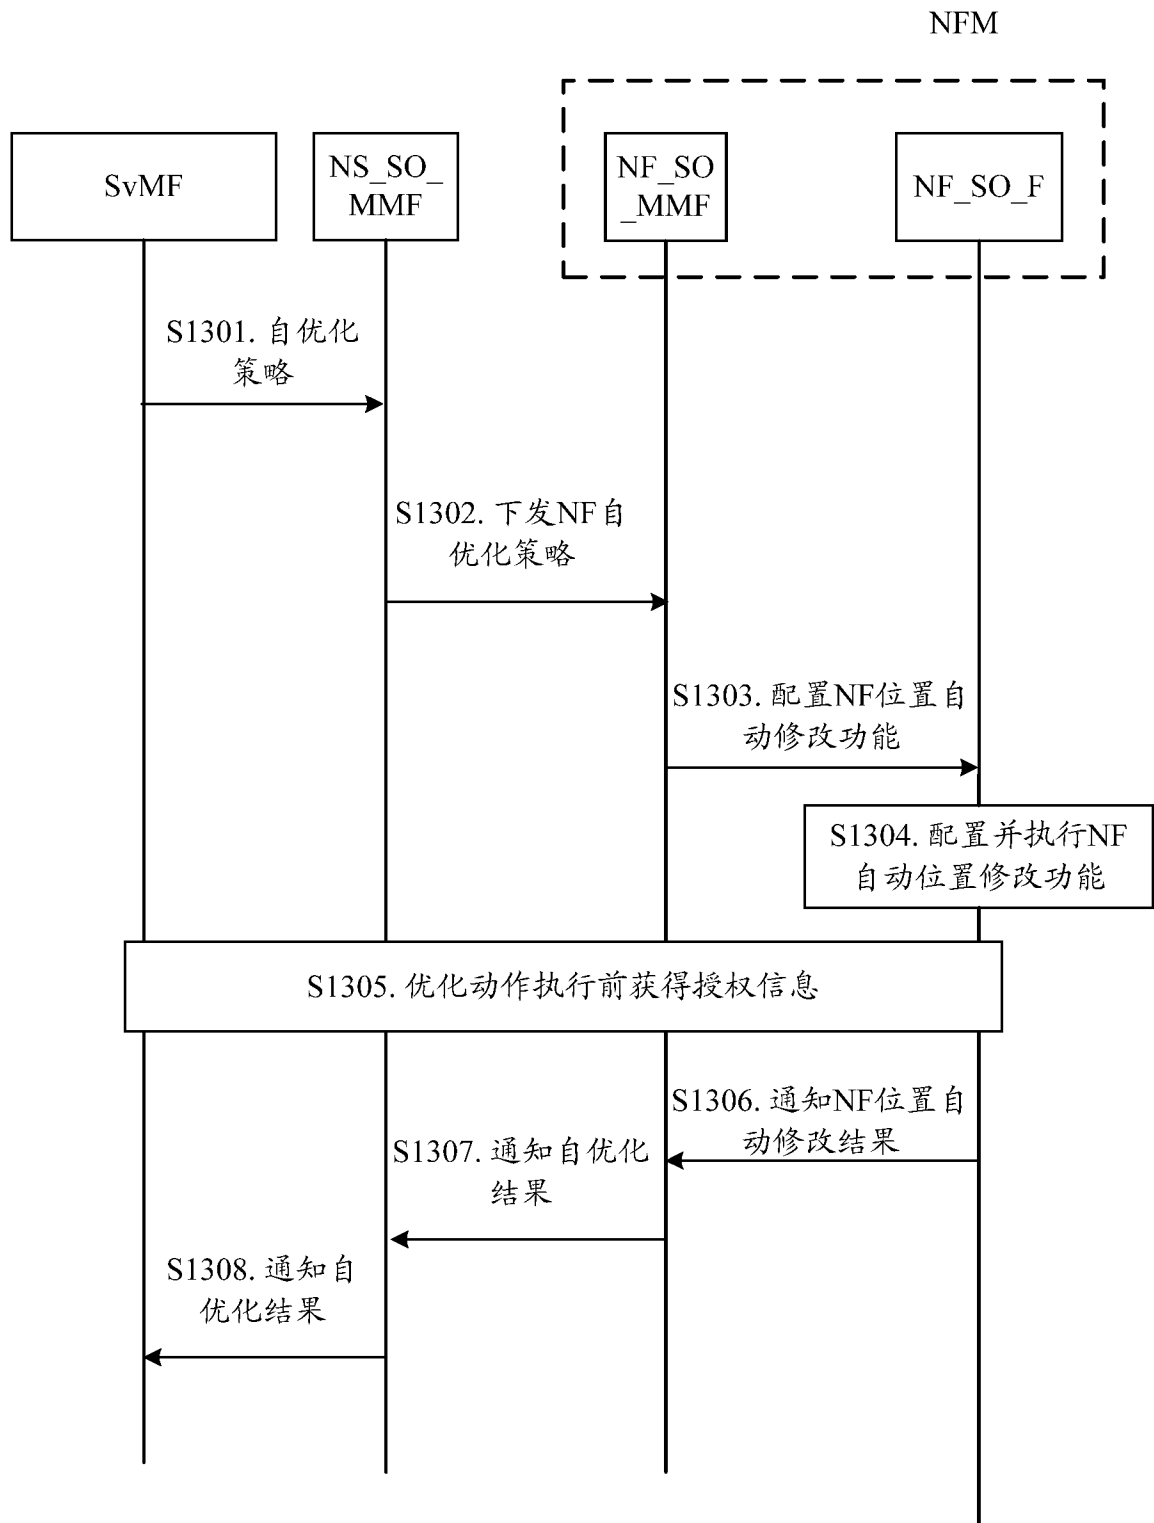 NFM
SvMF
NS_SO_
MMF
NF_SO
_MMF
NF_SO_F
S1301. 自优化
策略
S1302. 下发NF自
优化策略
S1303. 配置NF位置自
动修改功能
S1304. 配置并执行NF
自动位置修改功能
S1305. 优化动作执行前获得授权信息
S1306. 通知NF位置自
动修改结果
S1307. 通知自优化
结果
S1308. 通知自
优化结果